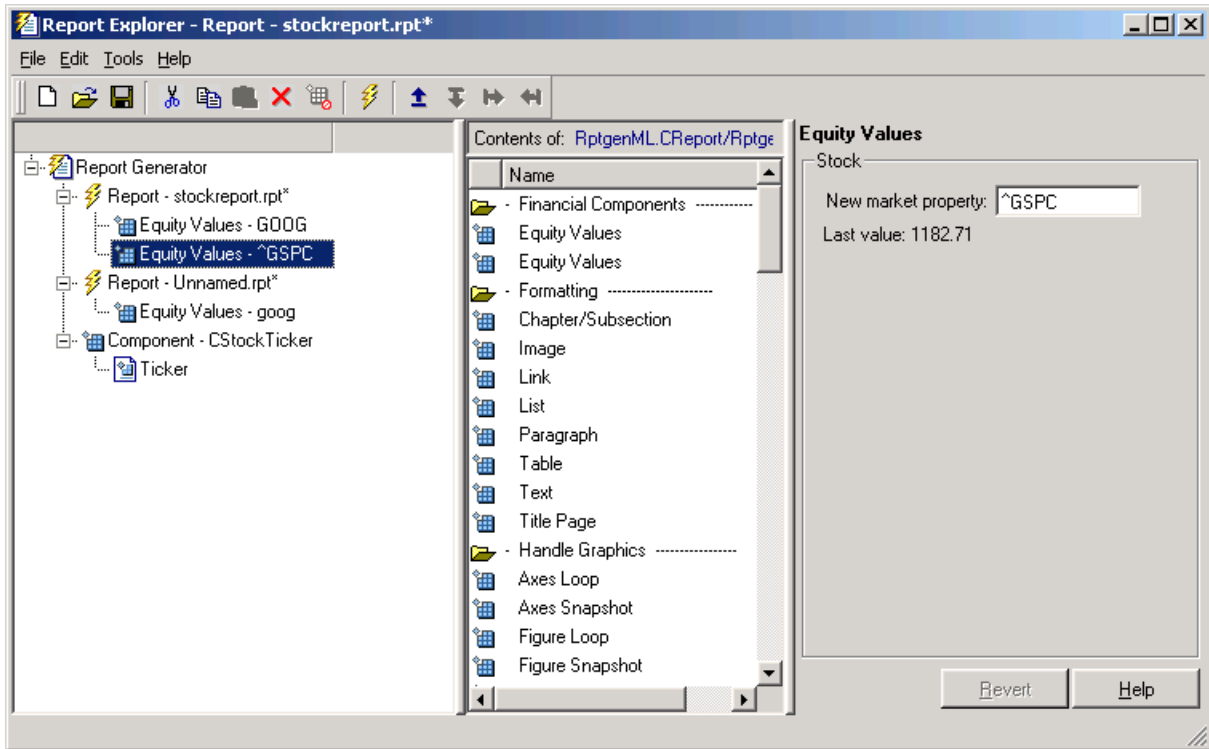 Report Explorer - Report - stockreport.rpt*
File Edit Tools Help
Report Generator
Report - stockreport.rpt*
Equity Values - GOOG
Equity Values - ^GSPC
Report - Unnamed.rpt*
Equity Values - goog
Component - CStockTicker
Ticker
Contents of: RptgenML.CReport/Rptge
Name
- Financial Components -----------
Equity Values
Equity Values
- Formatting --------------------
Chapter/Subsection
Image
Link
List
Paragraph
Table
Text
Title Page
- Handle Graphics ----------------
Axes Loop
Axes Snapshot
Figure Loop
Figure Snapshot
Equity Values
Stock
New market property: ^GSPC
Last value: 1182.71
Revert Help